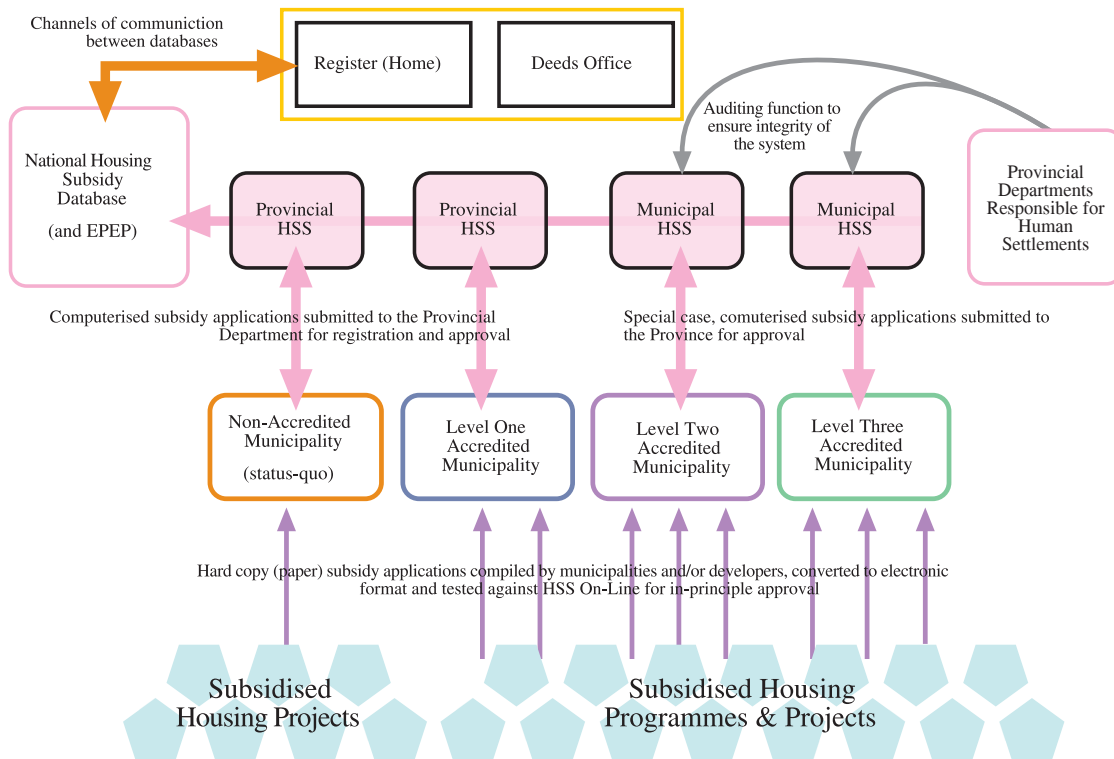 Channels of communiction
between databases
Register (Home)
Deeds Office
Auditing function to
ensure integrity of
the system
National Housing
Subsidy
Database
(and EPEP)
Provincial
HSS
Provincial
HSS
Municipal
HSS
Municipal
HSS
Provincial
Departments
Responsible for
Human
Settlements
Computerised subsidy applications submitted to the Provincial
Department for registration and approval
Special case, comuterised subsidy applications submitted to
the Province for approval
Non-Accredited
Municipality
(status-quo)
Level One
Accredited
Municipality
Level Two
Accredited
Municipality
Level Three
Accredited
Municipality
Hard copy (paper) subsidy applications compiled by municipalities and/or developers, converted to electronic
format and tested against HSS On-Line for in-principle approval
Subsidised
Housing Projects
Subsidised Housing
Programmes & Projects